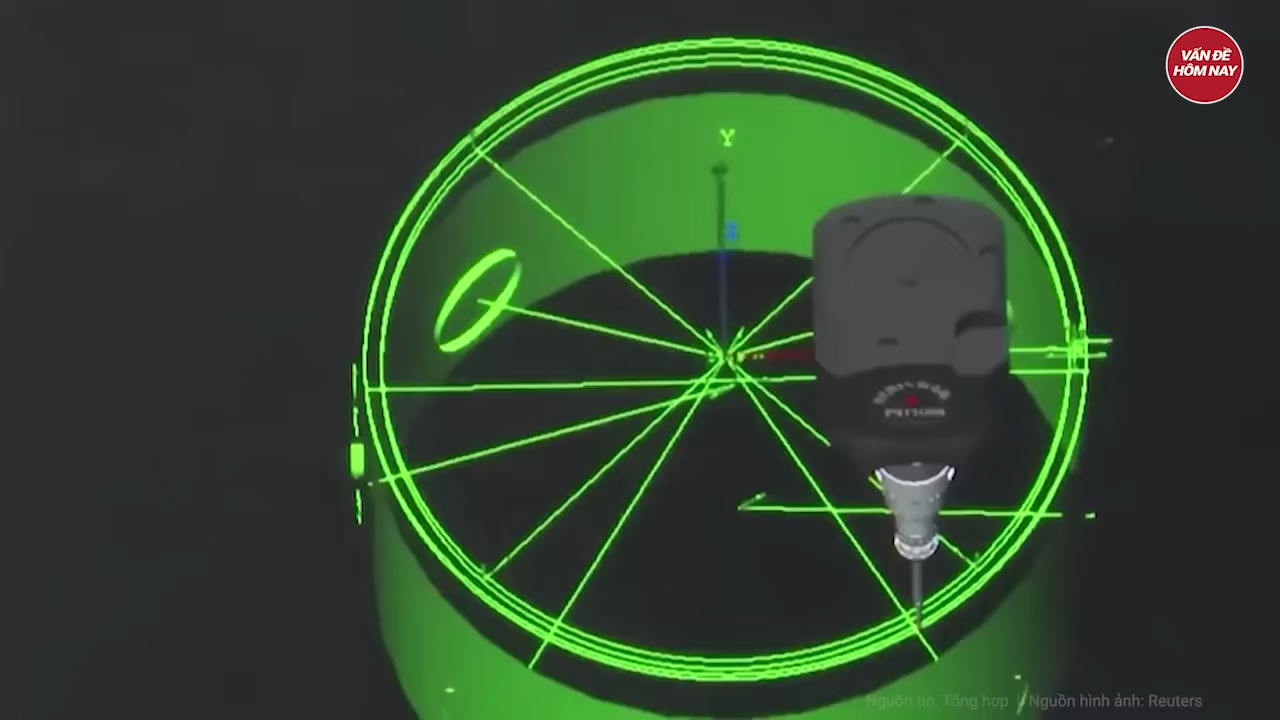 VẤN ĐỀ
HÔM NAY
Y
Z
Nguồn tin: Tổng hợp | Nguồn hình ảnh: Reuters